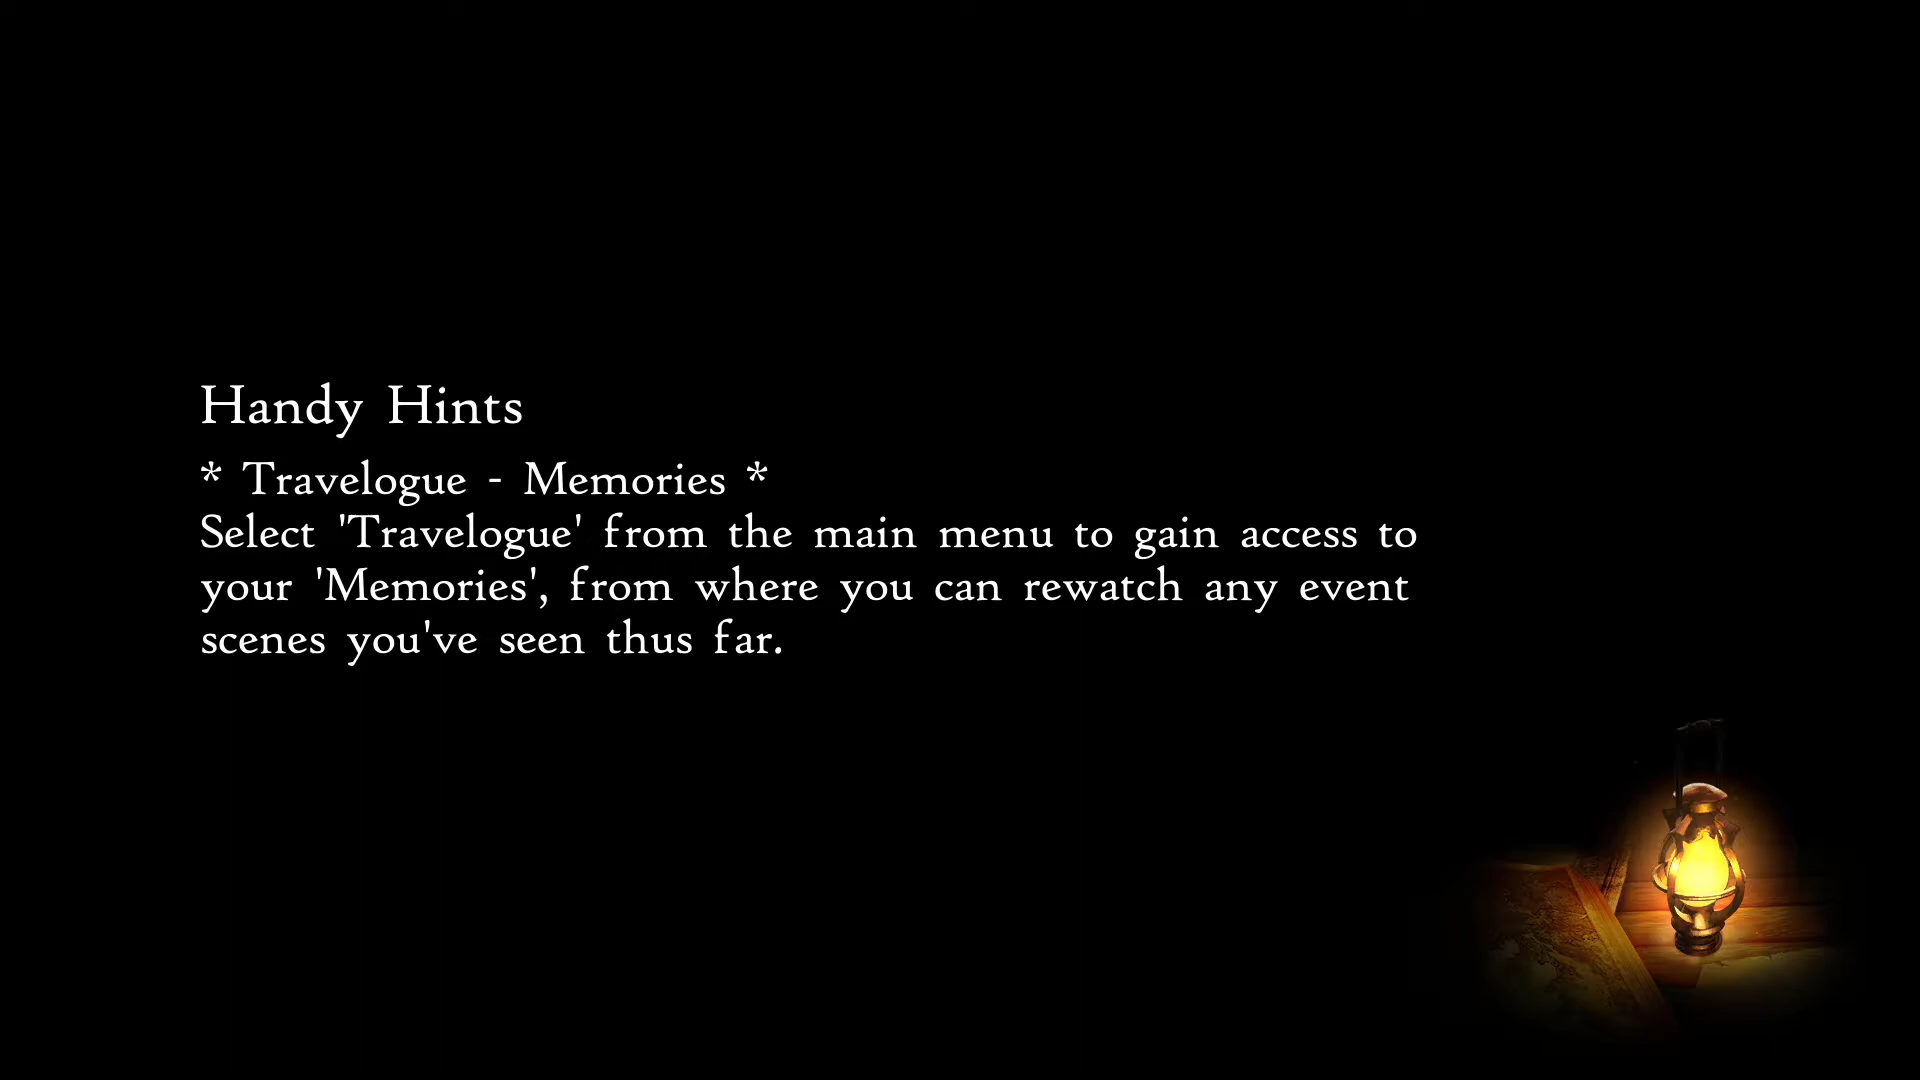 Handy Hints
* Travelogue - Memories *
Select 'Travelogue' from the main menu to gain access to
your 'Memories', from where you can rewatch any event
scenes you've seen thus far.